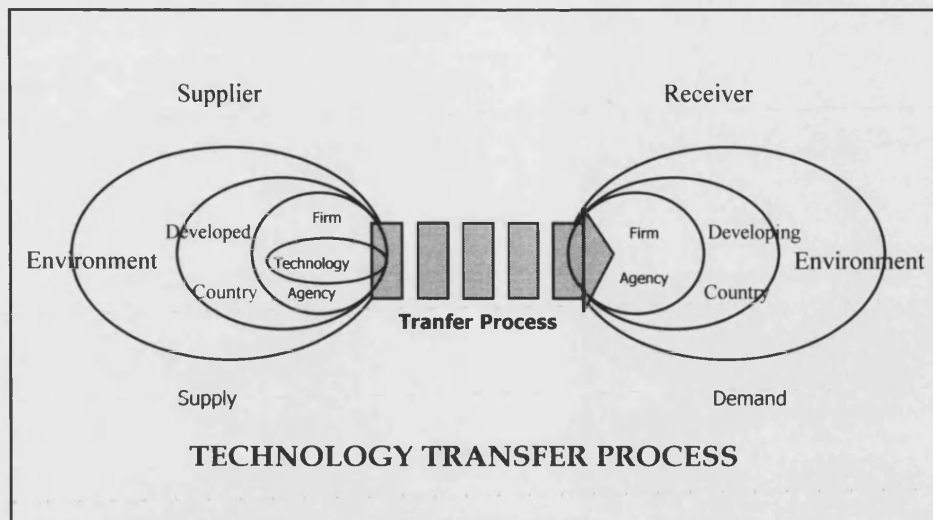 Supplier
Receiver
Firm
Developed
Technology
Environment
Country
Agency
Tranfer Process
Firm
Developing
Environment
Agency
Country
Supply
Demand
TECHNOLOGY TRANSFER PROCESS